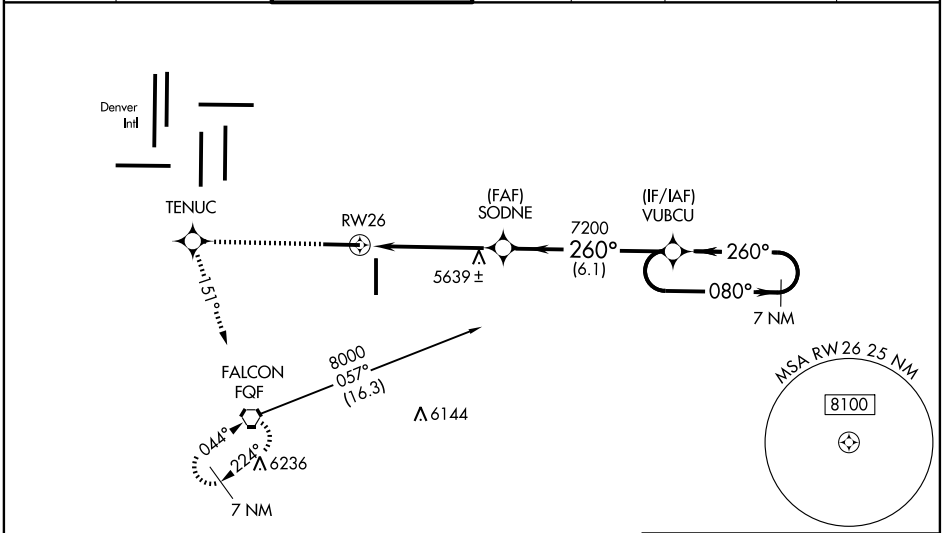 Denver
Intl
TENUC
RW26
(FAF)
SODNE
(IF/IAF)
VUBCU
7200
260°
(6.1)
5639 ±
260°
080°
7 NM
151°
FALCON
FQF
8000
057°
(16.3)
044°
224°
6236
7 NM
6144
MSA RW26 25 NM
8100